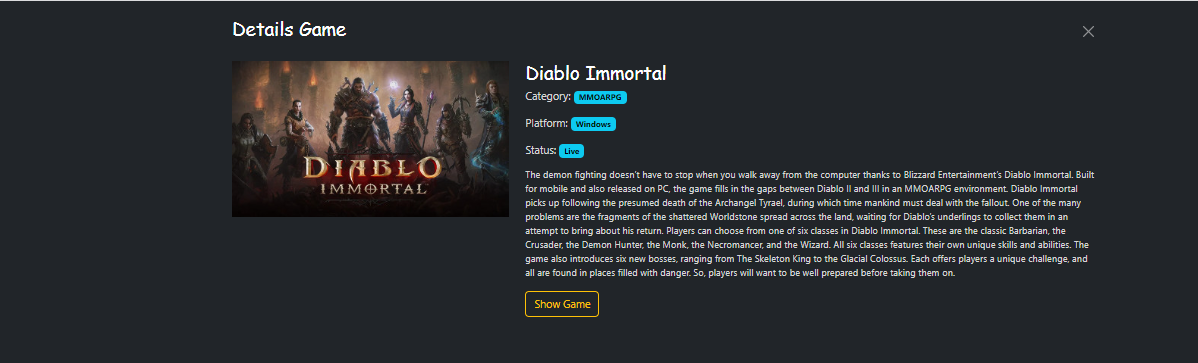 Details Game
DIABLO
IMMORTAL
Diablo Immortal
Category: MMOARPG
Platform: Windows
Status: Live
The demon fighting doesn't have to stop when you walk away from the computer thanks to Blizzard Entertainment's Diablo Immortal. Built
for mobile and also released on PC, the game fills in the gaps between Diablo II and III in an MMOARPG environment. Diablo Immortal
picks up following the presumed death of the Archangel Tyrael, during which time mankind must deal with the fallout. One of the many
problems are the fragments of the shattered Worldstone spread across the land, waiting for Diablo's underlings to collect them in an
attempt to bring about his return. Players can choose from one of six classes in Diablo Immortal. These are the classic Barbarian, the
Crusader, the Demon Hunter, the Monk, the Necromancer, and the Wizard. All six classes features their own unique skills and abilities. The
game also introduces six new bosses, ranging from The Skeleton King to the Glacial Colossus. Each offers players a unique challenge, and
all are found in places filled with danger. So, players will want to be well prepared before taking them on.
Show Game